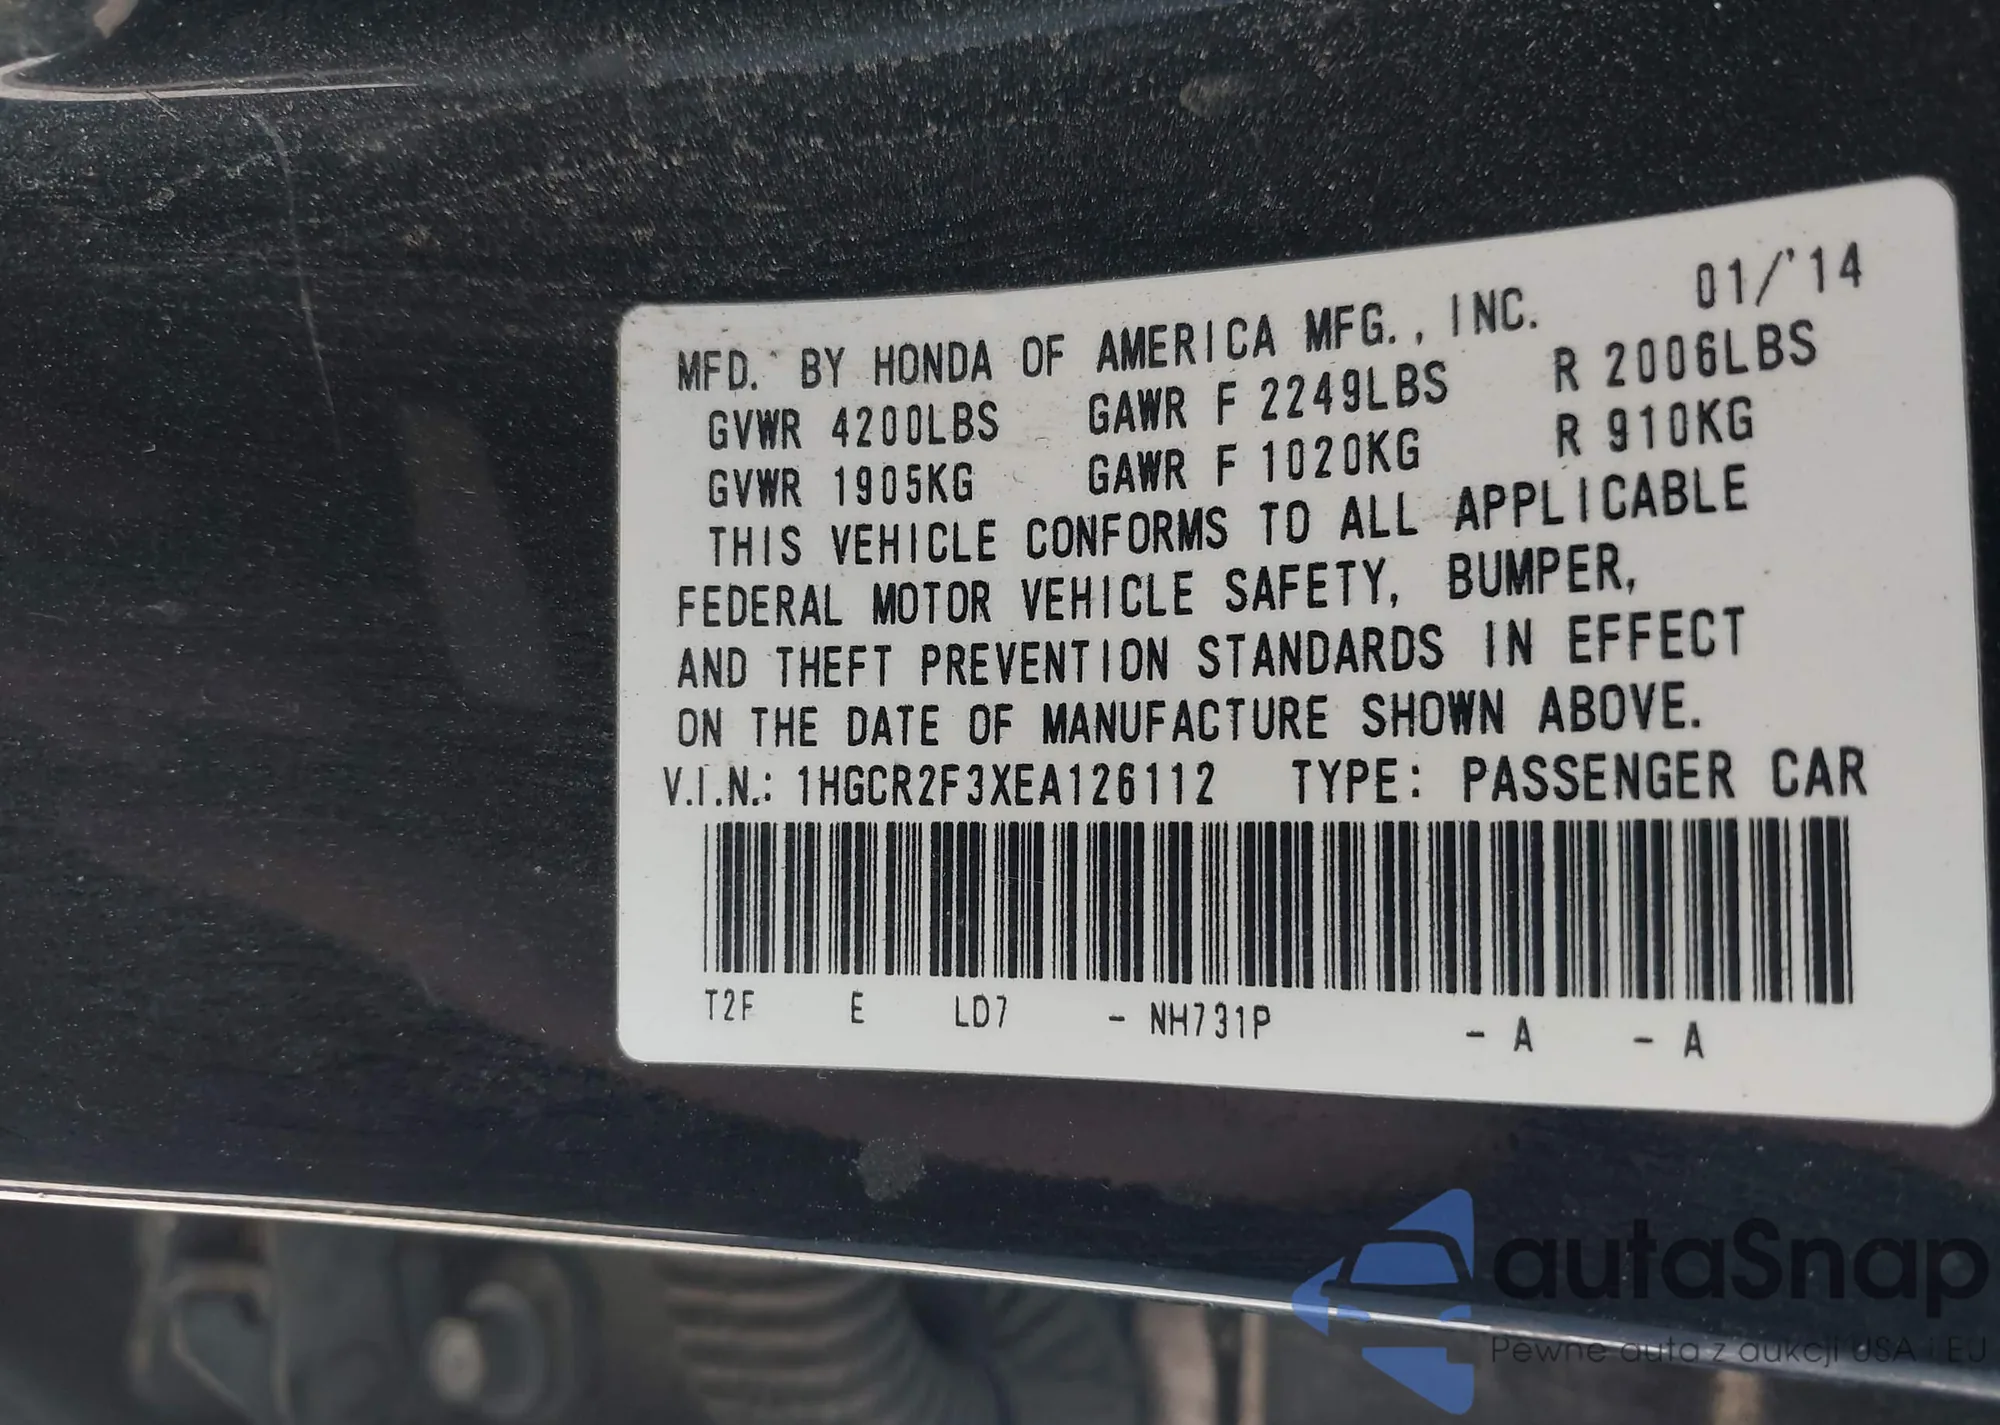 01/'14
MFD. BY HONDA OF AMERICA MFG., INC.
GVWR 4200LBS GAWR F 2249LBS R 2006LBS
GVWR 1905KG GAWR F 1020KG R 910KG
THIS VEHICLE CONFORMS TO ALL APPLICABLE
FEDERAL MOTOR VEHICLE SAFETY, BUMPER,
AND THEFT PREVENTION STANDARDS IN EFFECT
ON THE DATE OF MANUFACTURE SHOWN ABOVE.
V.I.N.: 1HGCR2F3XEA126112 TYPE: PASSENGER CAR
T2F E LD7 - NH731P - A - A
autaSnap
Pewne auta z aukcji USA i EU